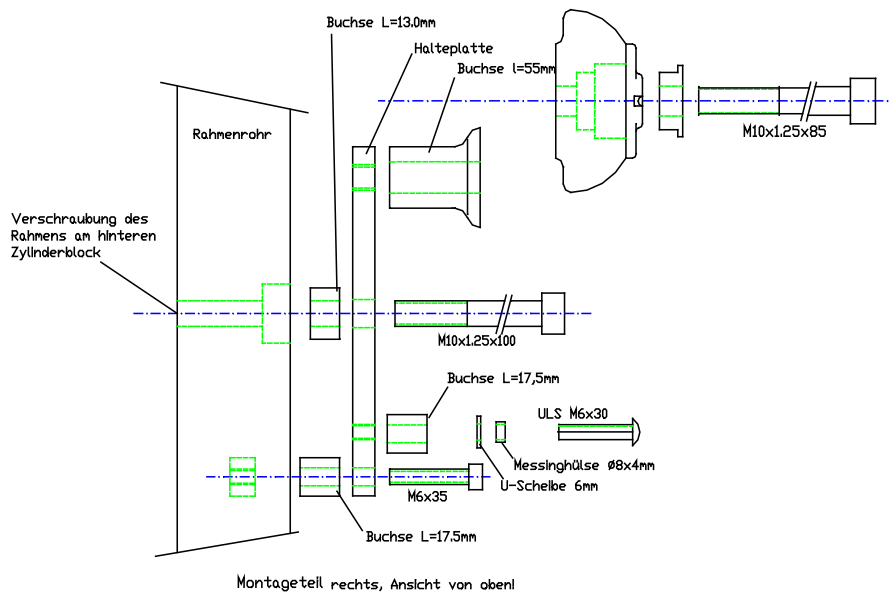 Buchse L=13.0mm
Halteplatte
Buchse l=55mm
M10x1.25x85
Rahmenrohr
Verschraubung des
Rahmens am hinteren
Zylinderblock
M10x1.25x100
Buchse L=17,5mm
ULS M6x30
Messinghülse Ø8x4mm
U-Scheibe 6mm
M6x35
Buchse L=17.5mm
Montageteil rechts, Ansicht von oben!